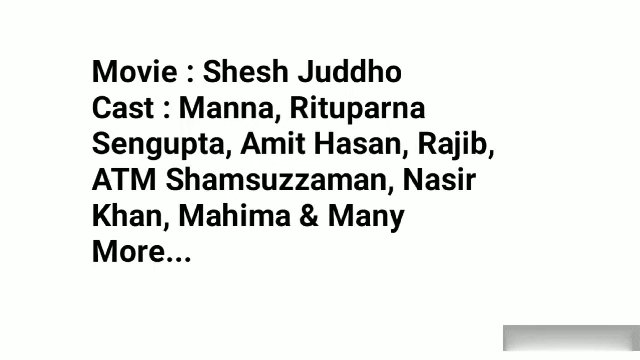 Movie : Shesh Juddho
Cast : Manna, Rituparna
Sengupta, Amit Hasan, Rajib,
ATM Shamsuzzaman, Nasir
Khan, Mahima & Many
More...